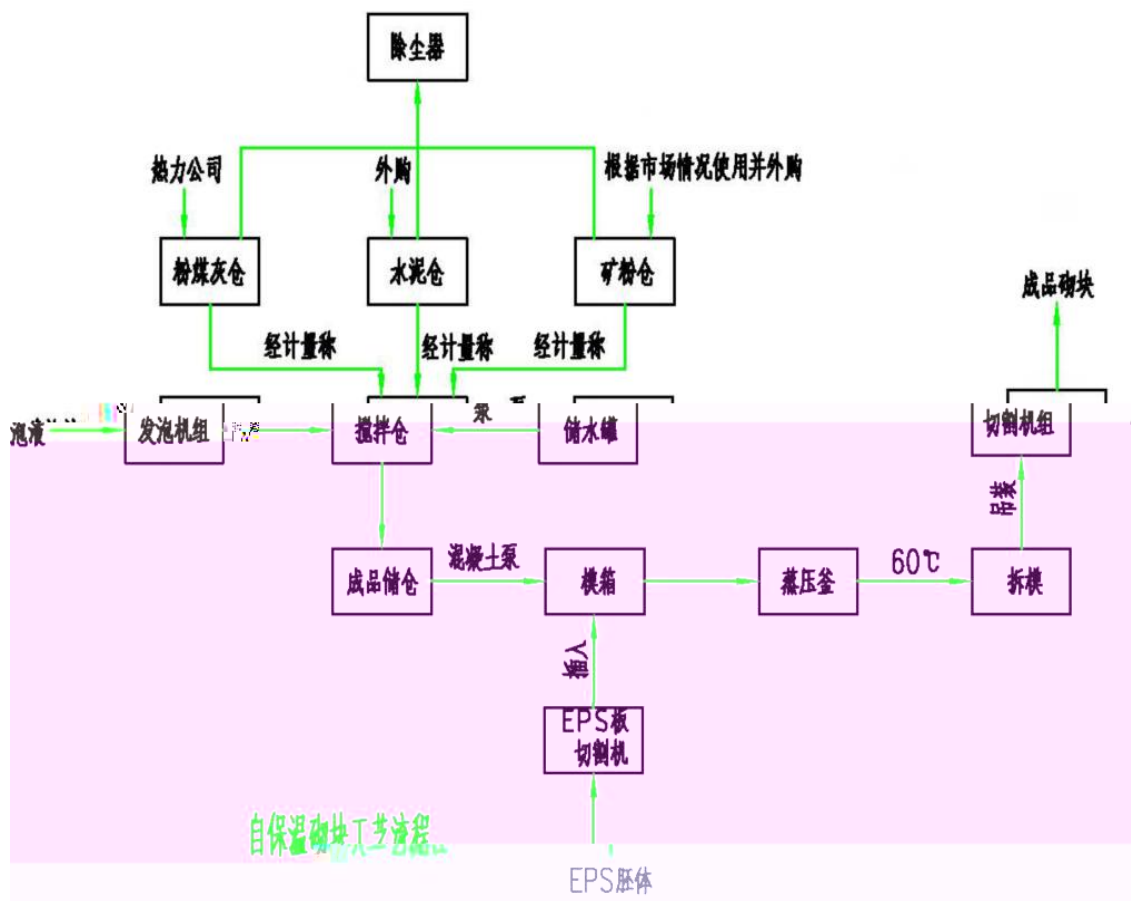 除尘器
热力公司
外购
根据市场情况使用并外购
粉煤灰仓
水泥仓
矿粉仓
成品砌块
经计量称
经计量称
经计量称
泡液
发泡机组
搅拌仓
泵
储水罐
切割机组
吊装
成品储仓
混凝土泵
模箱
蒸压釜
60℃
拆模
插入
EPS板
切割机
自保温砌块工艺流程
EPS胚体